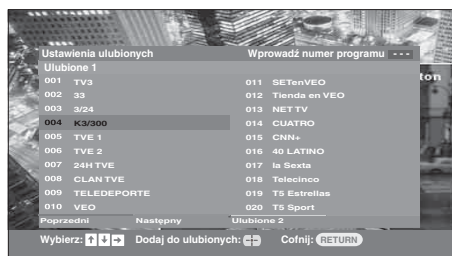 Ustawienia ulubionych Wprowadź numer programu ---
Ulubione 1
ton
001 TV3
002 33
003 3/24
004 K3/300
005 TVE 1
006 TVE 2
007 24H TVE
008 CLAN TVE
009 TELEDEPORTE
010 VEO
011 SETenVEO
012 Tienda en VEO
013 NET TV
014 CUATRO
015 CNN+
016 40 LATINO
017 la Sexta
018 Telecinco
019 T5 Estrellas
020 T5 Sport
Poprzedni Następny Ulubione 2
Wybierz: ↑ ↓ → Dodaj do ulubionych: Cofnij: RETURN